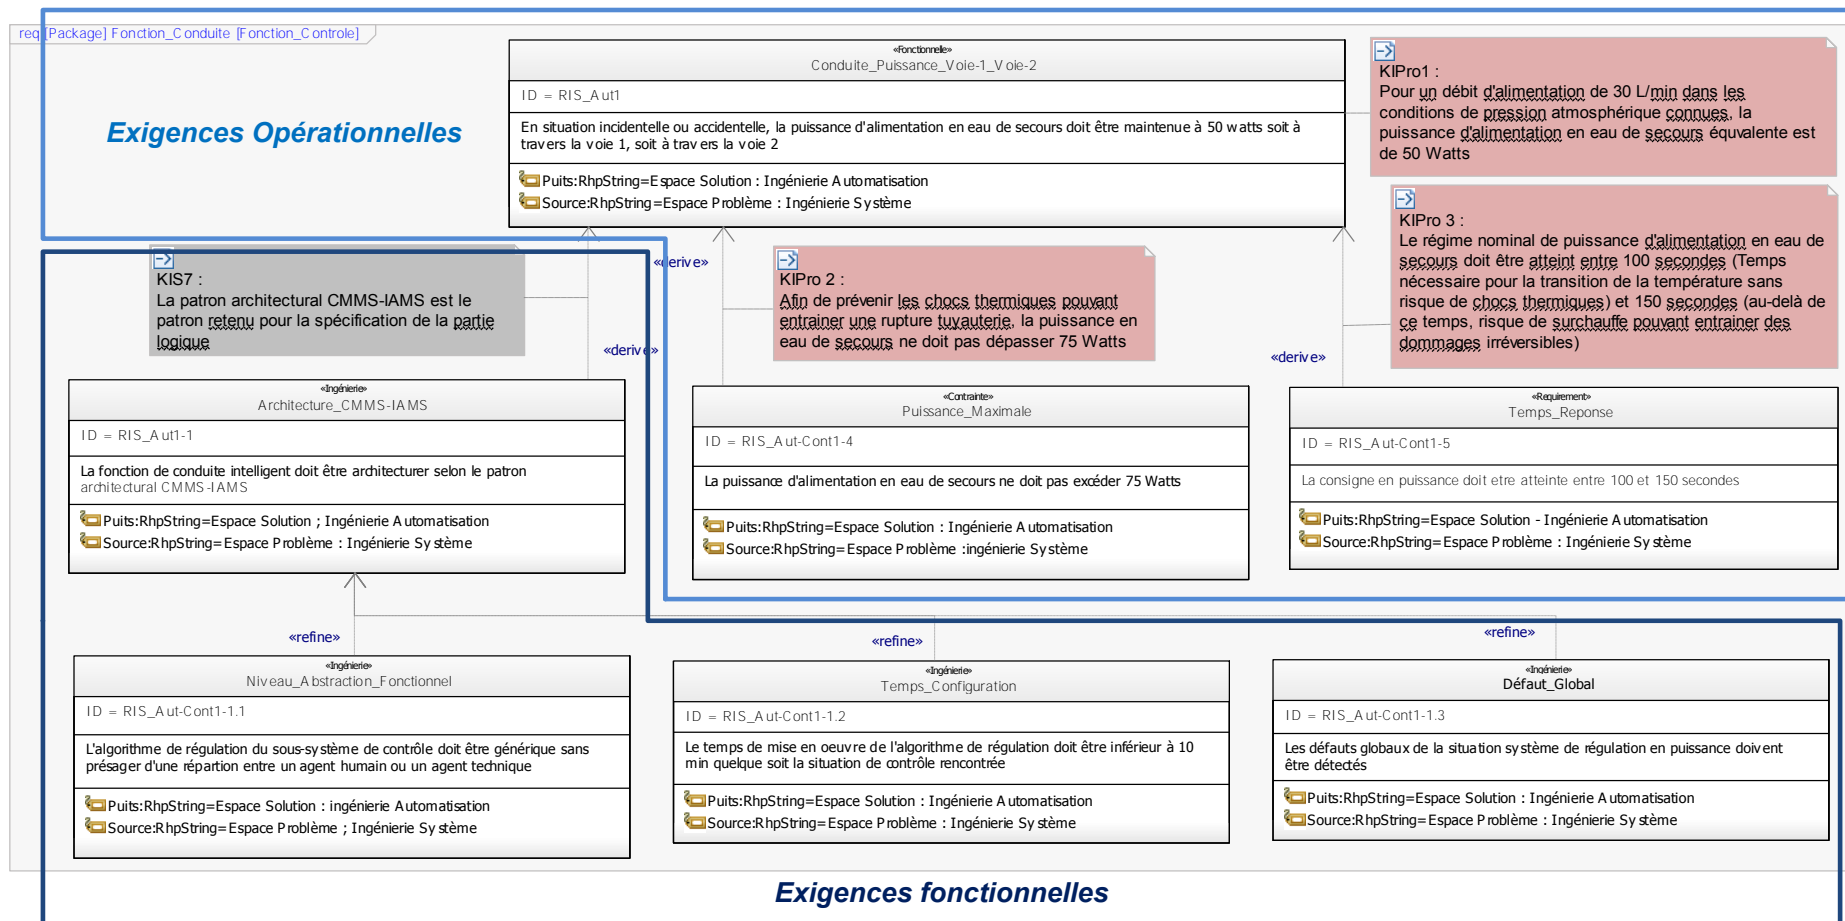 req [Package] Fonction_Conduite [Fonction_Controle]
Exigences Opérationnelles
«Fonctionnelle»
Conduite_Puissance_Voie-1_Voie-2
ID = RIS_Aut1
En situation incidentelle ou accidentelle, la puissance d'alimentation en eau de secours doit être maintenue à 50 watts soit à
travers la voie 1, soit à travers la voie 2
Puits:RhpString=Espace Solution : Ingénierie Automatisation
Source:RhpString=Espace Problème : Ingénierie Système
KIPro1 :
Pour un débit d'alimentation de 30 L/min dans les
conditions de pression atmosphérique connues, la
puissance d'alimentation en eau de secours équvalente est
de 50 Watts
KIPro 3 :
Le régime nominal de puissance d'alimentation en eau de
secours doit être atteint entre 100 secondes (Temps
nécessaire pour la transition de la température sans
risque de chocs thermiques) et 150 secondes (au-delà de
ce temps, risque de surchauffe pouvant entrainer des
dommages irréversibles)
KIS7 :
La patron architectural CMMS-IAMS est le
patron retenu pour la spécification de la partie
logique
«derive»
KIPro 2 :
Afin de prévenir les chocs thermiques pouvant
entrainer une rupture tuyauterie, la puissance en
eau de secours ne doit pas dépasser 75 Watts
«derive»
«derive»
«Ingénierie»
Architecture_CMMS-IAMS
ID = RIS_Aut1-1
La fonction de conduite intelligent doit être architecturer selon le patron
architectural CMMS-IAMS
Puits:RhpString=Espace Solution ; Ingénierie Automatisation
Source:RhpString=Espace Problème : Ingénierie Système
«Contrainte»
Puissance_Maximale
ID = RIS_Aut-Cont1-4
La puissance d'alimentation en eau de secours ne doit pas excéder 75 Watts
Puits:RhpString=Espace Solution : Ingénierie Automatisation
Source:RhpString=Espace Problème :ingénierie Système
«Requirement»
Temps_Reponse
ID = RIS_Aut-Cont1-5
La consigne en puissance doit etre atteinte entre 100 et 150 secondes
Puits:RhpString=Espace Solution - Ingénierie Automatisation
Source:RhpString=Espace Problème : Ingénierie Système
«refine»
«refine»
«refine»
«Ingénierie»
Niveau_Abstraction_Fonctionnel
ID = RIS_Aut-Cont1-1.1
L'algorithme de régulation du sous-système de contrôle doit être générique sans
présager d'une répartion entre un agent humain ou un agent technique
Puits:RhpString=Espace Solution : ingénierie Automatisation
Source:RhpString=Espace Problème ; Ingénierie Système
«Ingénierie»
Temps_Configuration
ID = RIS_Aut-Cont1-1.2
Le temps de mise en oeuvre de l'algorithme de régulation doit être inférieur à 10
min quelque soit la situation de contrôle rencontrée
Puits:RhpString=Espace Solution : Ingénierie Automatisation
Source:RhpString=Espace Problème : Ingénierie Système
«Ingénierie»
Défaut_Global
ID = RIS_Aut-Cont1-1.3
Les défauts globaux de la situation système de régulation en puissance doivent
être détectés
Puits:RhpString=Espace Solution : Ingénierie Automatisation
Source:RhpString=Espace Problème : Ingénierie Système
Exigences fonctionnelles